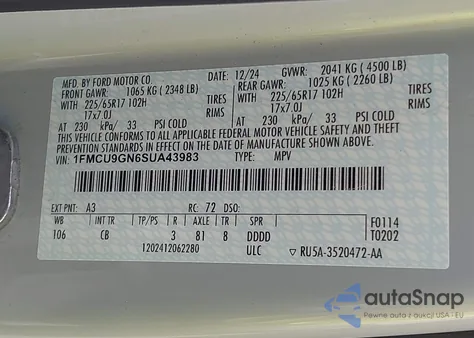 MFD. BY FORD MOTOR CO.
DATE: 12/24 GVWR: 2041 KG ( 4500 LB)
FRONT GAWR: 1065 KG ( 2348 LB) REAR GAWR: 1025 KG ( 2260 LB)
WITH 225/65R17 102H TIRES WITH 225/65R17 102H TIRES
17x7.0J RIMS 17x7.0J RIMS
AT 230 kPa/ 33 PSI COLD AT 230 kPa/ 33 PSI COLD
THIS VEHICLE CONFORMS TO ALL APPLICABLE FEDERAL MOTOR VEHICLE SAFETY AND THEFT
PREVENTION STANDARDS IN EFFECT ON THE DATE OF MANUFACTURE SHOWN ABOVE.
1FMCU9GN6SUA43983 TYPE: MPV
EXT PNT: A3 RC: 72 DSO:
WB INT TR TP/PS R AXLE TR SPR
106 CB 3 81 8 DDDD
F0114
T0202
1202412062280 ULC RU5A-3520472-AA
autoSnap
Pewne auto z USA i EU